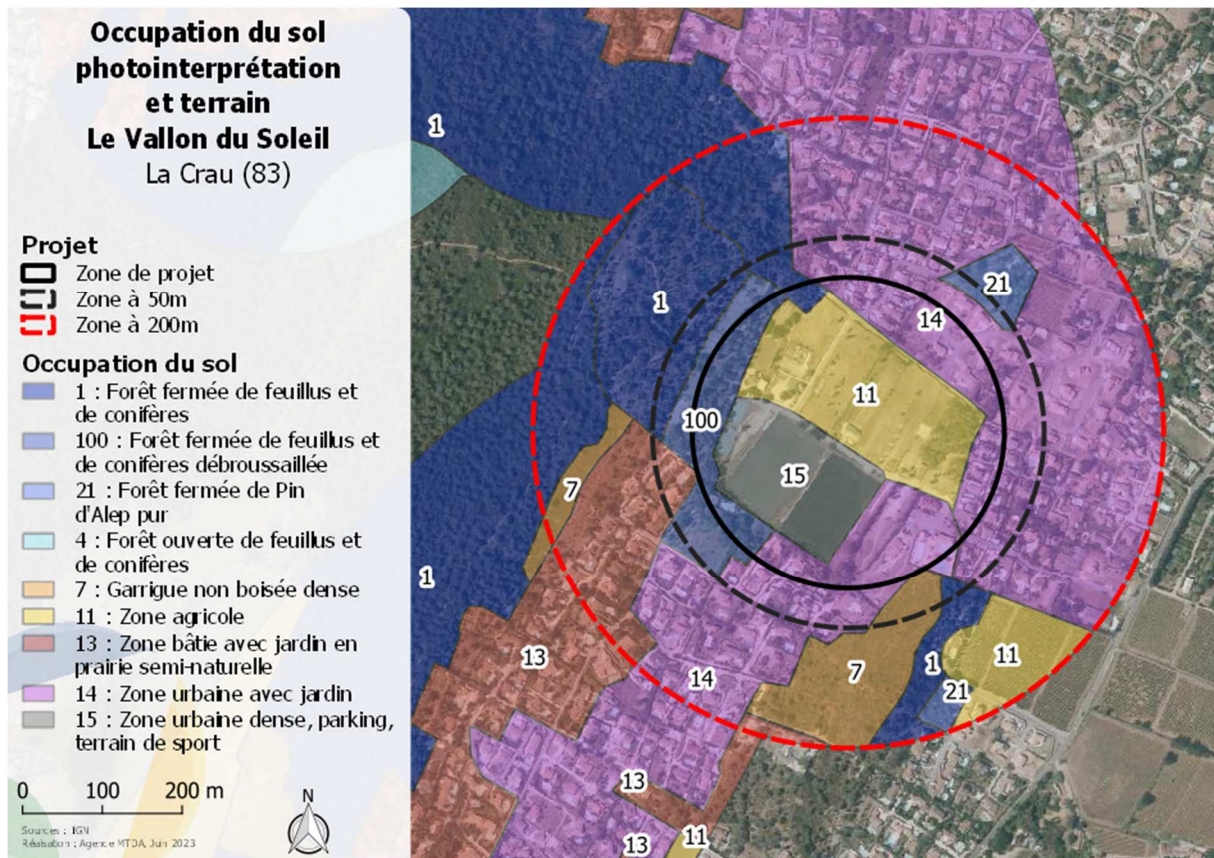 Occupation du sol
photointerprétation
et terrain
Le Vallon du Soleil
La Crau (83)
Projet
Zone de projet
Zone à 50m
Zone à 200m
Occupation du sol
1 : Forêt fermée de feuillus et
de conifères
100 : Forêt fermée de feuillus et
de conifères débroussaillée
21 : Forêt fermée de Pin
d'Alep pur
4 : Forêt ouverte de feuillus et
de conifères
7 : Garrigue non boisée dense
11 : Zone agricole
13 : Zone bâtie avec jardin en
prairie semi-naturelle
14 : Zone urbaine avec jardin
15 : Zone urbaine dense, parking,
terrain de sport
0 100 200 m
N
Sources : IGN
Réalisation : Agence MTDA, Juin 2023
1
21
1
14
11
100
15
7
1
13
14
7
1
11
21
13
13
11